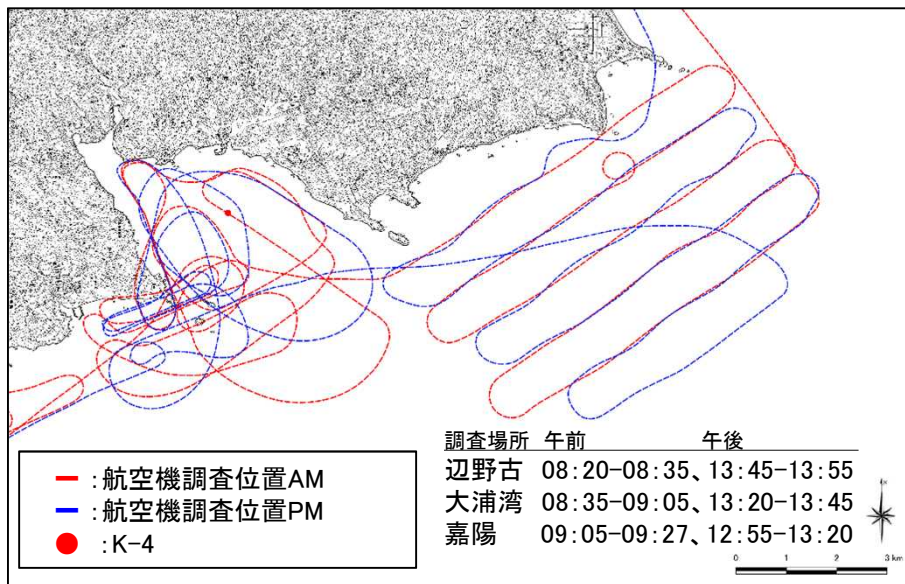 調査場所 午前 午後
辺野古 08:20-08:35、13:45-13:55
大浦湾 08:35-09:05、13:20-13:45
嘉陽 09:05-09:27、12:55-13:20
:航空機調査位置AM
:航空機調査位置PM
:K-4
0 1 2 3 km